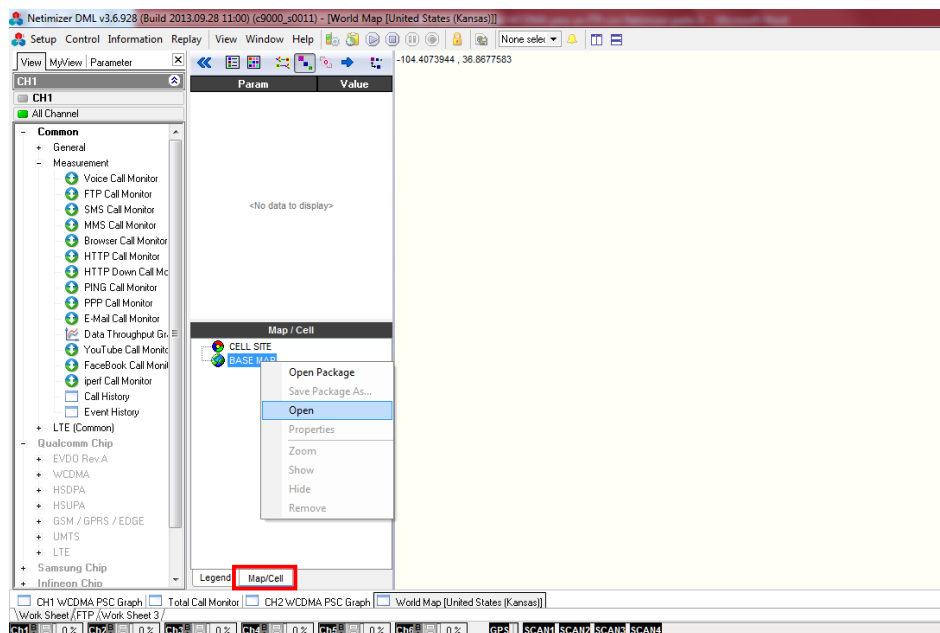 Netimizer DML v3.6.928 (Build 2013.09.28 11:00) (c9000_s0011) - [World Map [United States (Kansas)]]
Setup Control Information Replay View Window Help None selec
View MyView Parameter
-104.4073944 , 36.8677583
CH1
Param Value
CH1
All Channel
Common
General
Measurement
Voice Call Monitor
FTP Call Monitor
SMS Call Monitor
<No data to display>
MMS Call Monitor
Browser Call Monitor
HTTP Call Monitor
HTTP Down Call Mo
PING Call Monitor
PPP Call Monitor
E-Mail Call Monitor
Data Throughput Gr
Map / Cell
YouTube Call Monito
CELL SITE
FaceBook Call Moni
BASE MAP
iperf Call Monitor
Open Package
Call History
Save Package As...
Event History
Open
LTE (Common)
Properties
Qualcomm Chip
Zoom
EVDO Rev.A
Show
WCDMA
Hide
HSDPA
Remove
HSUPA
GSM / GPRS / EDGE
UMTS
LTE
Samsung Chip
Infineon Chip
Legend Map/Cell
CH1 WCDMA PSC Graph Total Call Monitor CH2 WCDMA PSC Graph World Map [United States (Kansas)]
Work Sheet FTP Work Sheet 3
Ch1 0 % Ch2 0 % Ch3 0 % Ch4 0 % Ch5 0 % Ch6 0 % GPS SCAN1 SCAN2 SCAN3 SCAN4